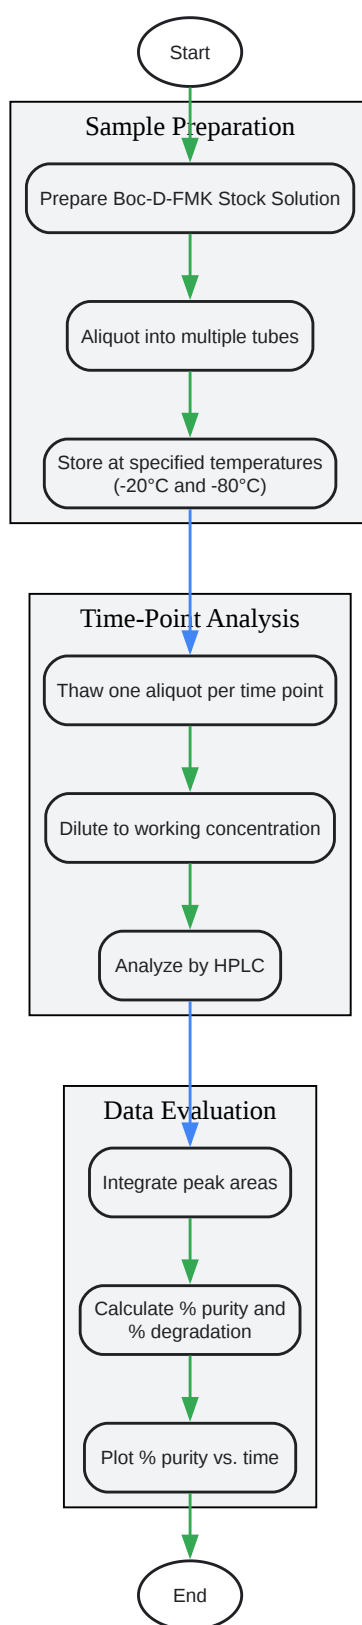 Start
Sample Preparation
Prepare Boc-D-FMK Stock Solution
Aliquot into multiple tubes
Store at specified temperatures
(-20°C and -80°C)
Time-Point Analysis
Thaw one aliquot per time point
Dilute to working concentration
Analyze by HPLC
Data Evaluation
Integrate peak areas
Calculate % purity and
% degradation
Plot % purity vs. time
End